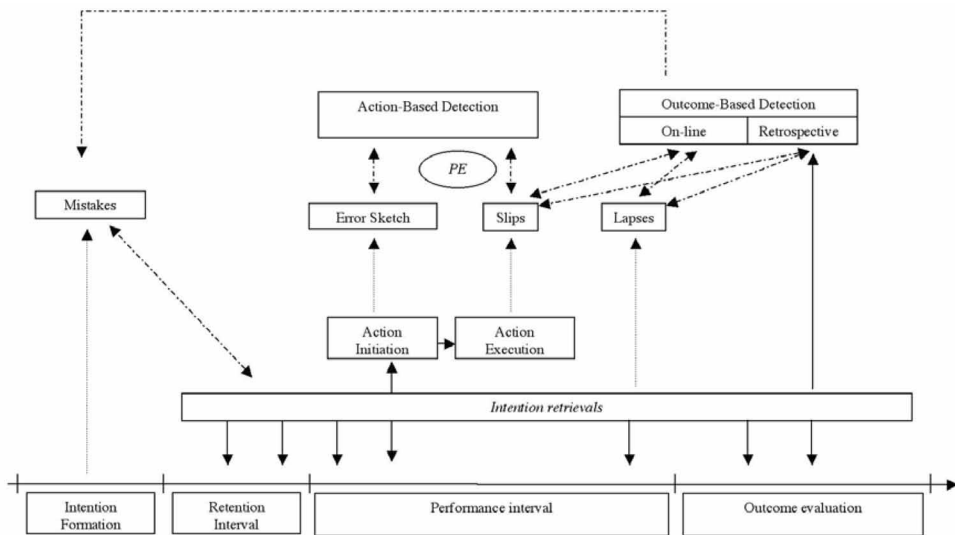 Action-Based Detection
Outcome-Based Detection
On-line
Retrospective
PE
Mistakes
Error Sketch
Slips
Lapses
Action
Initiation
Action
Execution
Intention retrievals
Intention
Formation
Retention
Interval
Performance interval
Outcome evaluation